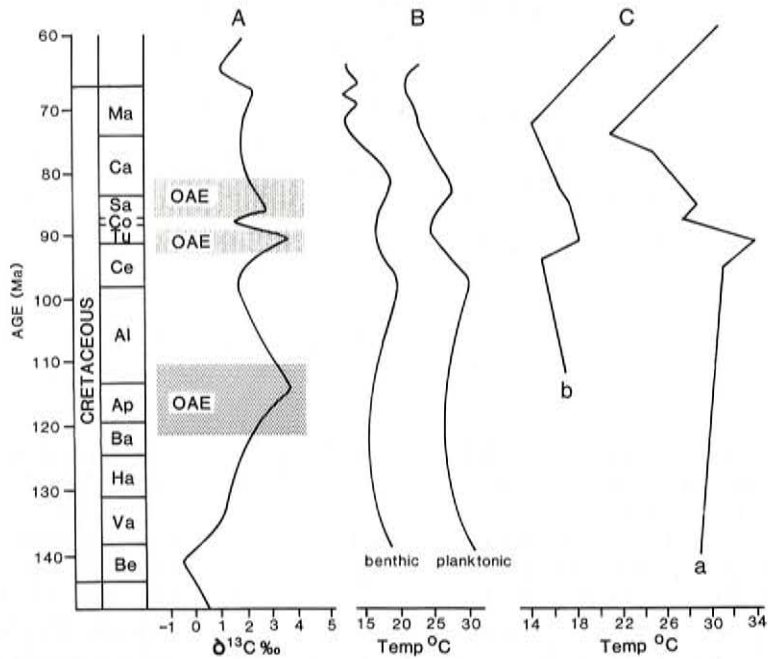 A
B
C
60
70
80
90
100
110
120
130
140
AGE (Ma)
CRETACEOUS
Ma
Ca
Sa
Co
Tu
Ce
Al
Ap
Ba
Ha
Va
Be
OAE
OAE
OAE
benthic
planktonic
b
a
-1 0 1 2 3 4 5
δ¹³C ‰
15 20 25 30
Temp °C
14 18 22 26 30 34
Temp °C